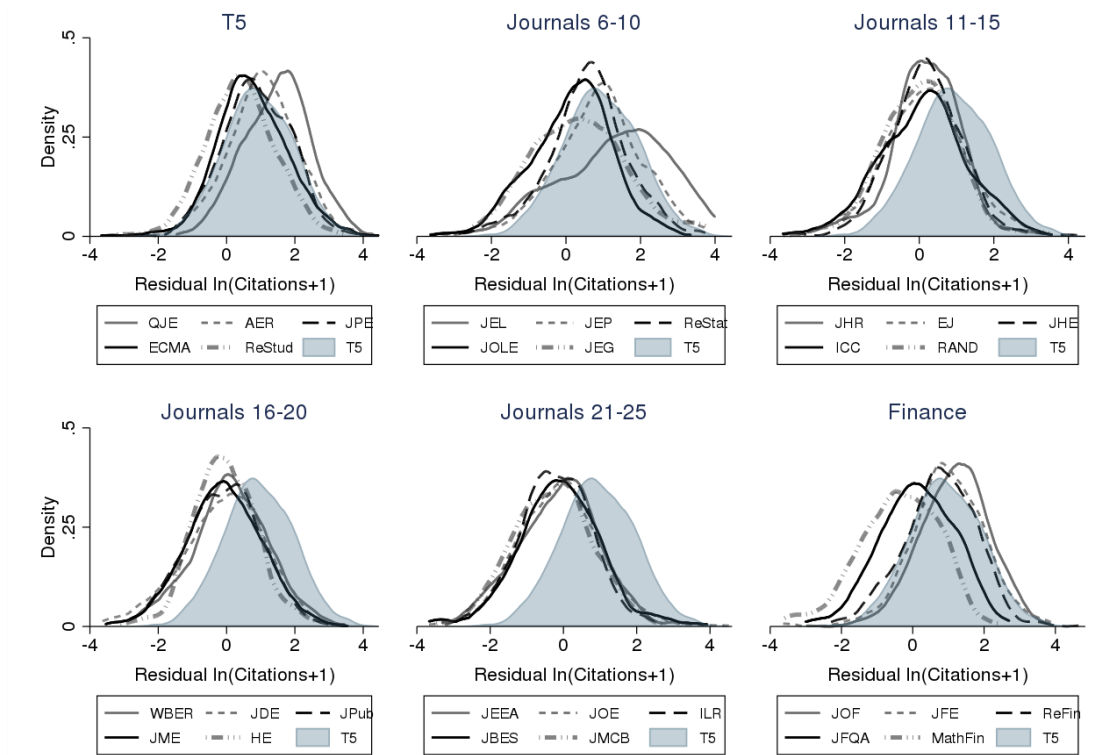 T5 Journals 6-10 Journals 11-15
.5
.25
0
Density
-4 -2 0 2 4 -4 -2 0 2 4 -4 -2 0 2 4
Residual ln(Citations+1) Residual ln(Citations+1) Residual ln(Citations+1)
QJE AER JPE JEL JEP ReStat JHR EJ JHE
ECMA ReStud T5 JOLE JEG T5 ICC RAND T5
Journals 16-20 Journals 21-25 Finance
.5
.25
0
Density
-4 -2 0 2 4 -4 -2 0 2 4 -4 -2 0 2 4
Residual ln(Citations+1) Residual ln(Citations+1) Residual ln(Citations+1)
WBER JDE JPub JEEA JOE ILR JOF JFE ReFin
JME HE T5 JBES JMCB T5 JFQA MathFin T5